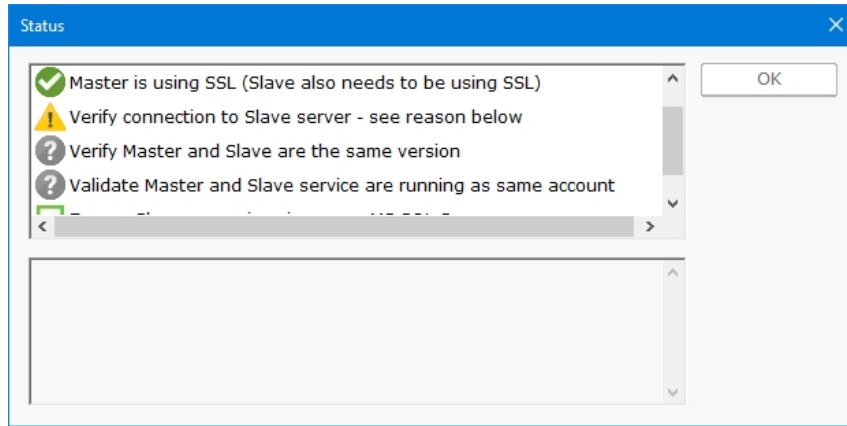 Status
Master is using SSL (Slave also needs to be using SSL)
OK
Verify connection to Slave server - see reason below
Verify Master and Slave are the same version
Validate Master and Slave service are running as same account